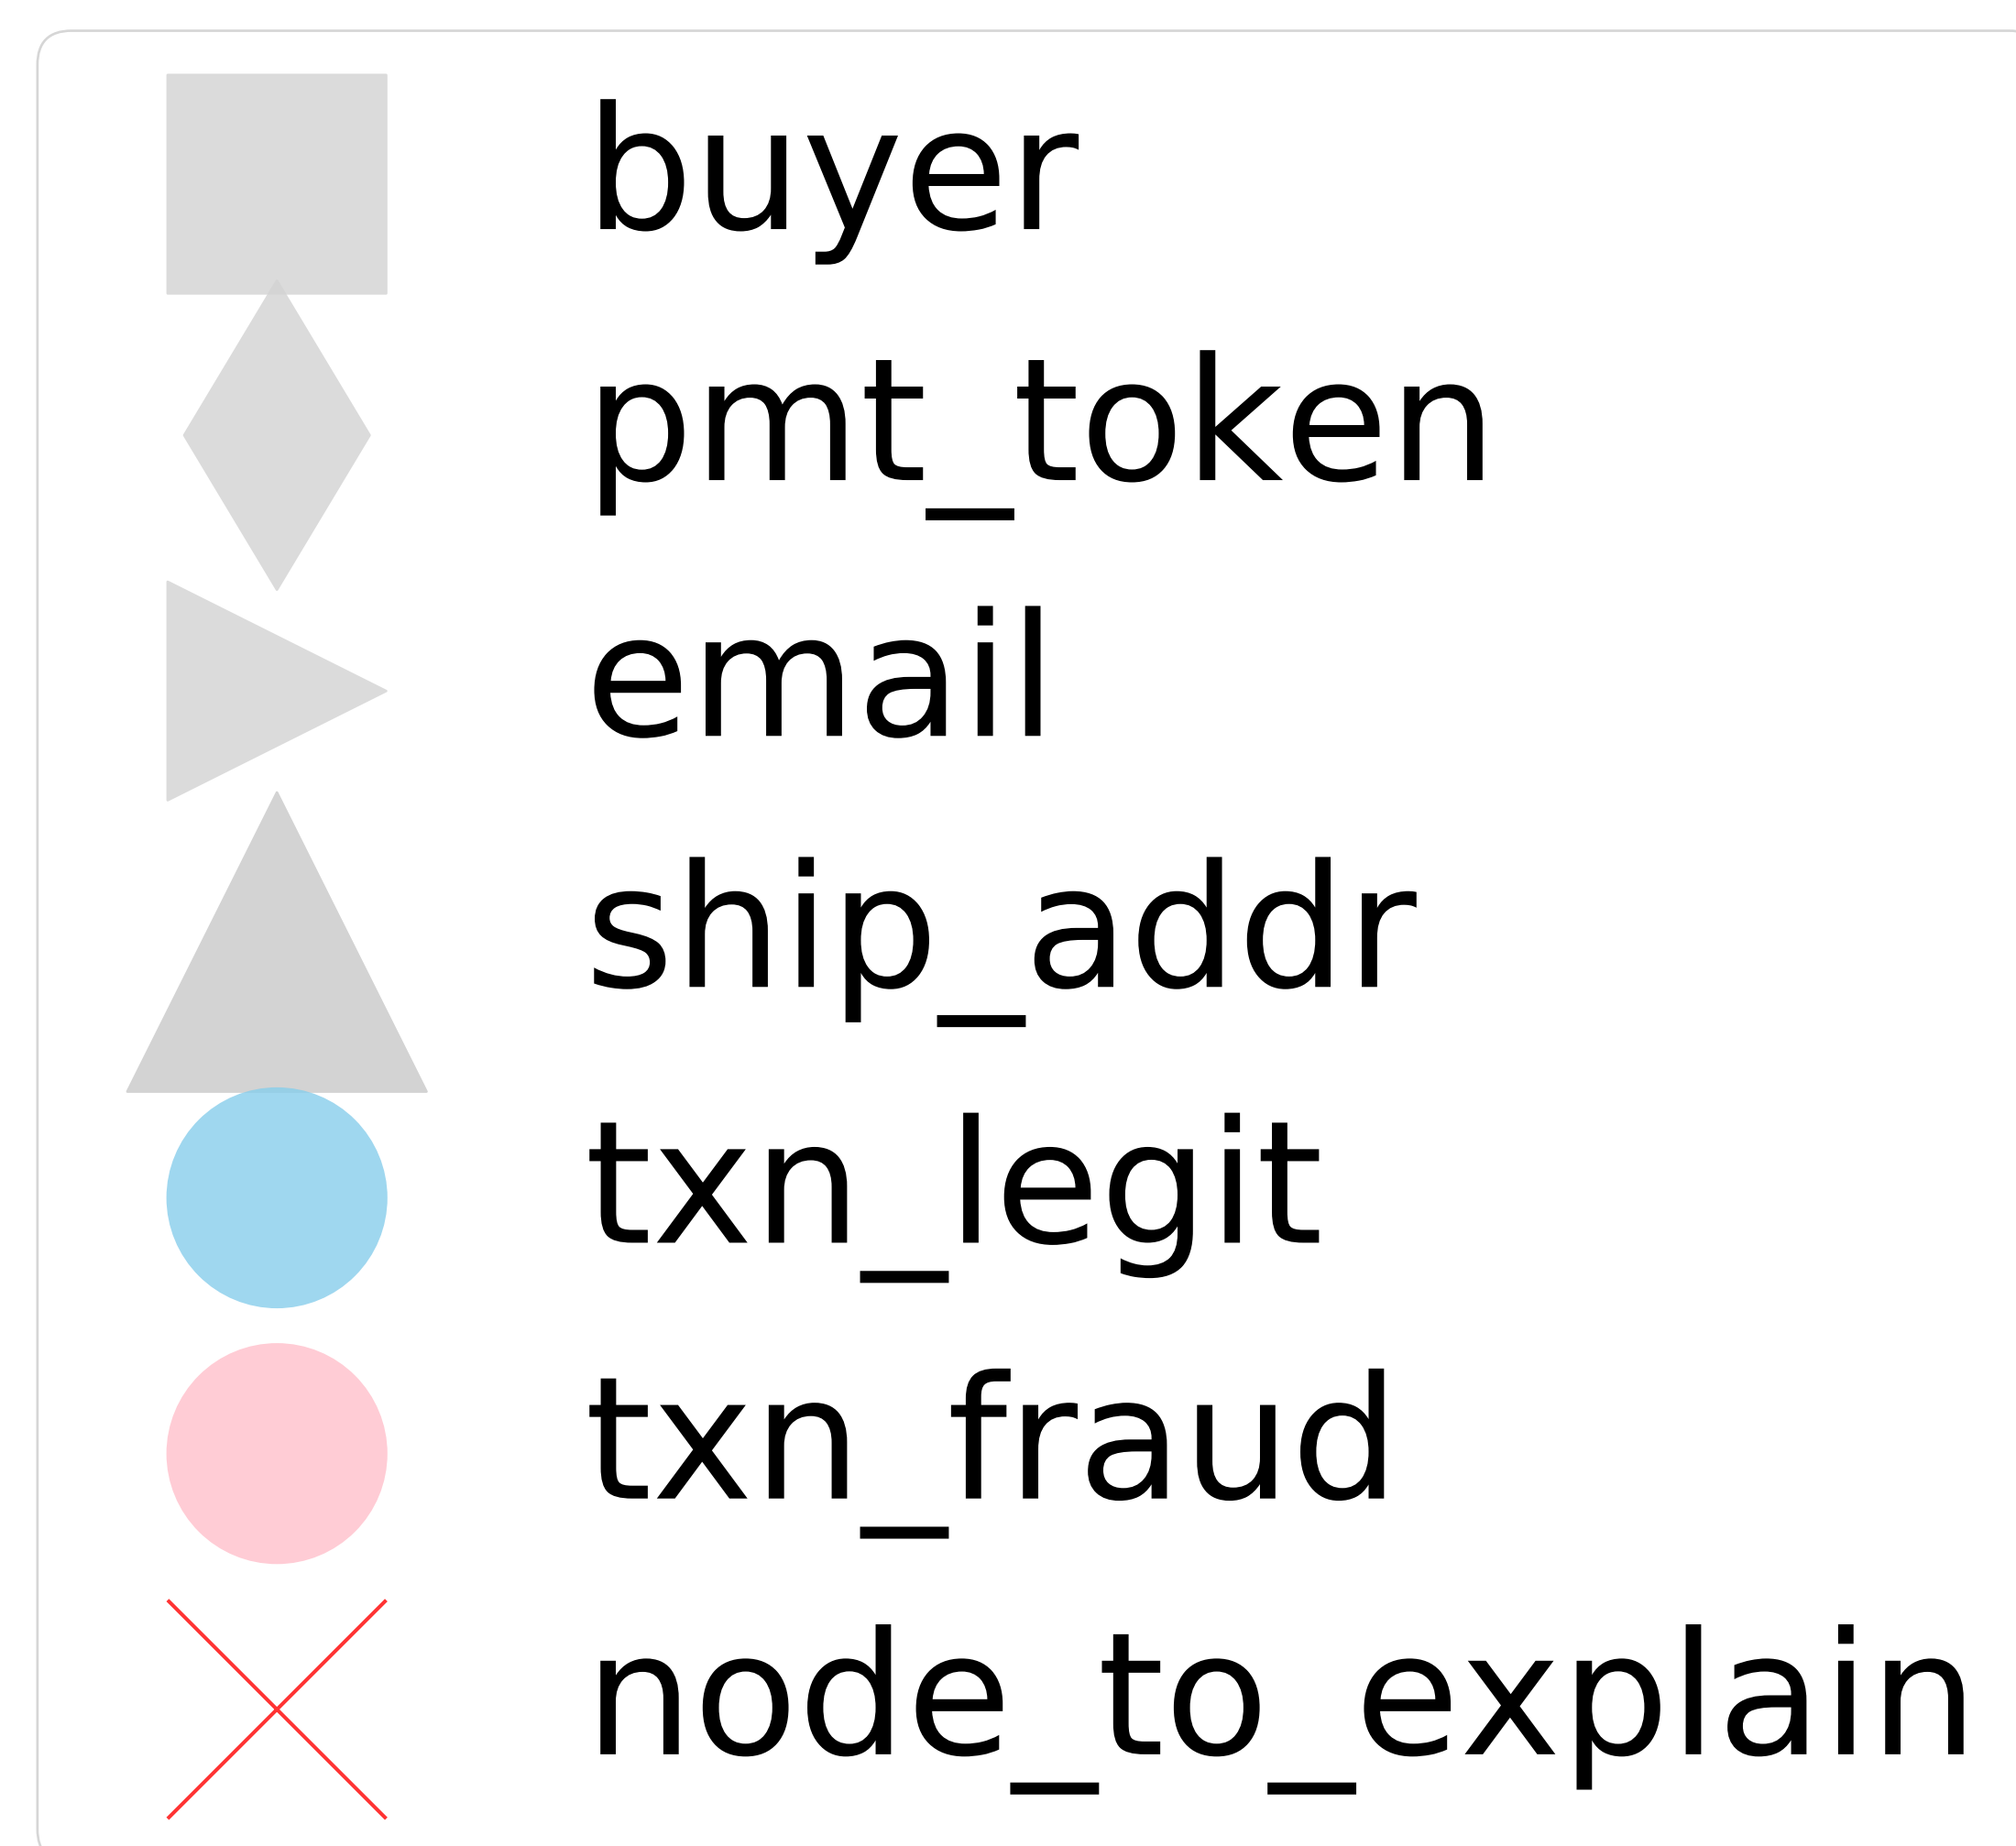 buyer
pmt_token
email
ship_addr
txn_legit
txn_fraud
node_to_explain